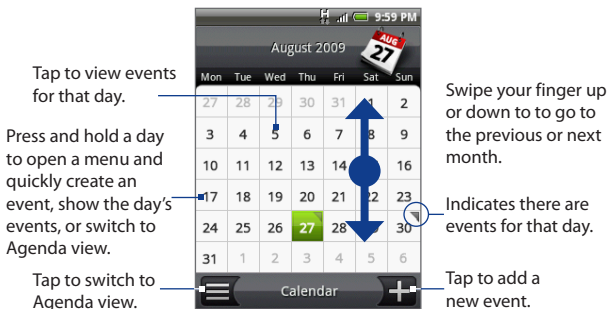 H 9:59 PM
August 2009
AUG
27
Mon Tue Wed Thu Fri Sat Sun
27 28 29 30 31 1 2
3 4 5 6 7 8 9
10 11 12 13 14 16
17 18 19 20 21 22 23
24 25 26 27 28 30
31 1 2 3 4 5 6
Calendar
Tap to view events
for that day.
Press and hold a day
to open a menu and
quickly create an
event, show the day’s
events, or switch to
Agenda view.
Tap to switch to
Agenda view.
Swipe your finger up
or down to to go to
the previous or next
month.
Indicates there are
events for that day.
Tap to add a
new event.